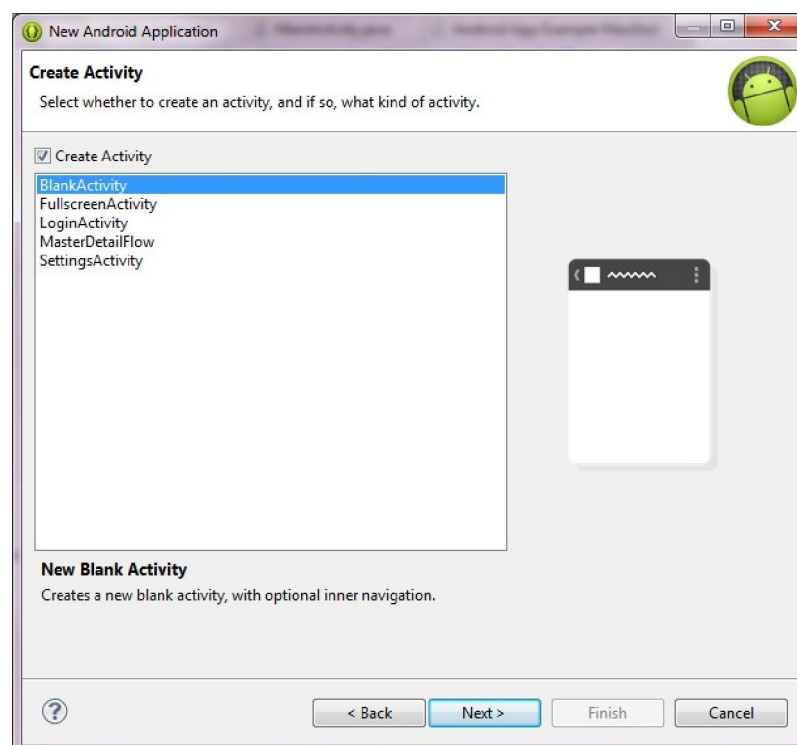 New Android Application
Create Activity
Select whether to create an activity, and if so, what kind of activity.
Create Activity
BlankActivity
FullscreenActivity
LoginActivity
MasterDetailFlow
SettingsActivity
New Blank Activity
Creates a new blank activity, with optional inner navigation.
< Back
Next >
Finish
Cancel